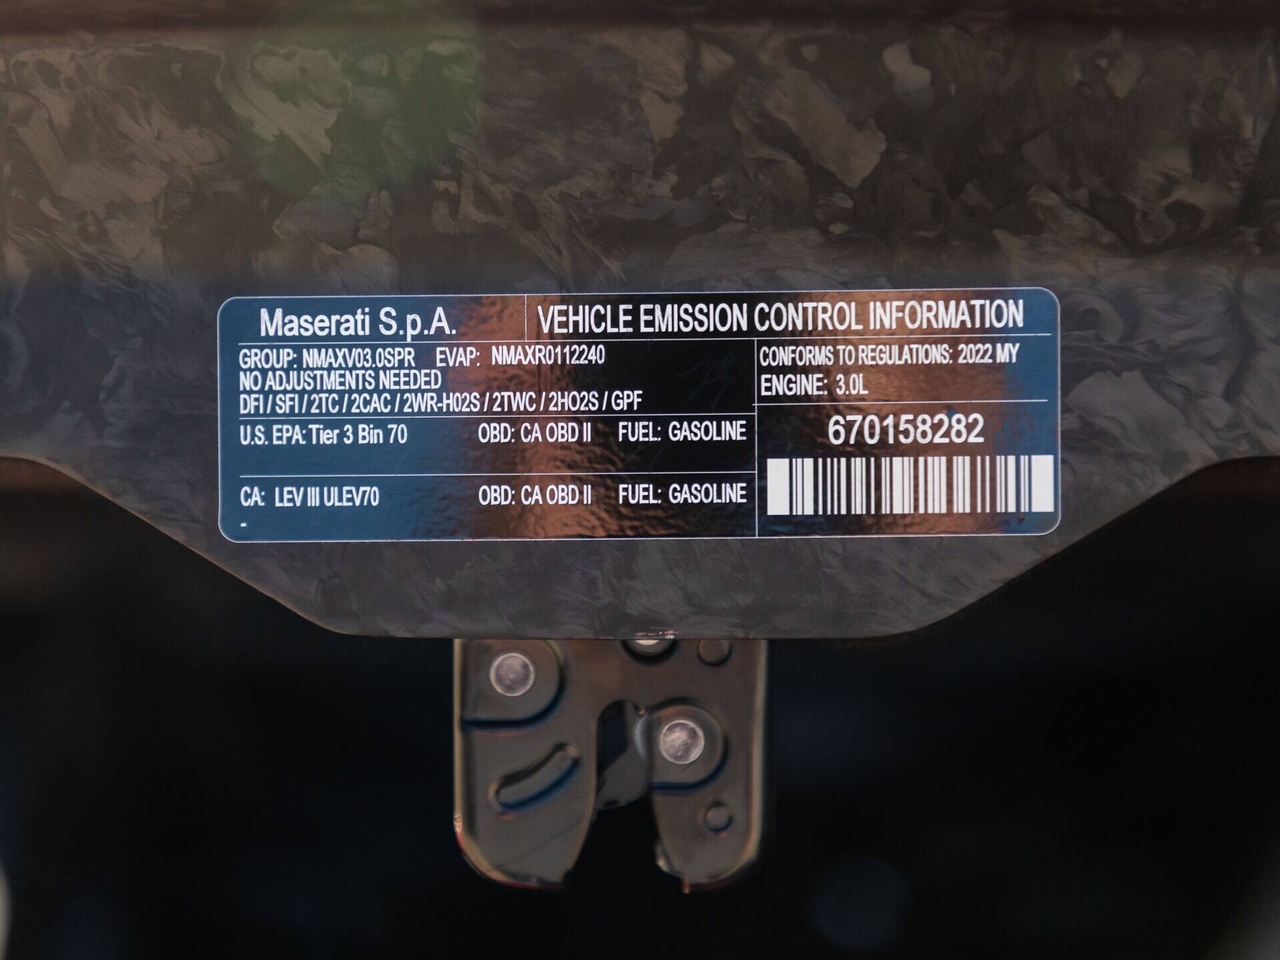 Maserati S.p.A. VEHICLE EMISSION CONTROL INFORMATION
GROUP: NMAXV03.0SPR EVAP: NMAXR0112240
NO ADJUSTMENTS NEEDED
DFI / SFI / 2TC / 2CAC / 2WR-H02S / 2TWC / 2HO2S / GPF
CONFORMS TO REGULATIONS: 2022 MY
ENGINE: 3.0L
U.S. EPA: Tier 3 Bin 70 OBD: CA OBD II FUEL: GASOLINE
CA: LEV III ULEV70 OBD: CA OBD II FUEL: GASOLINE
670158282